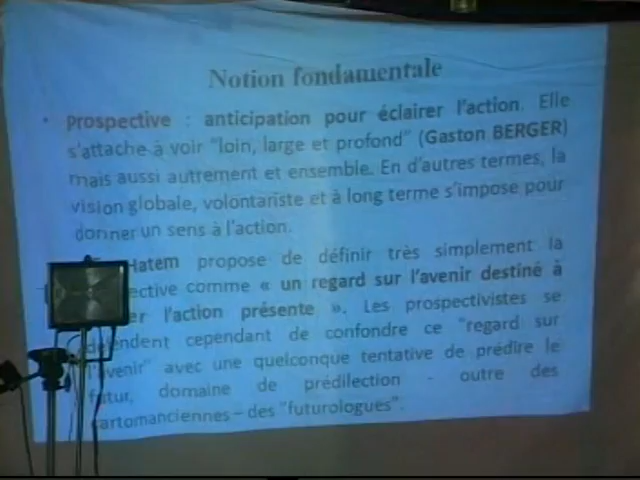 Notion fondamentale
• Prospective : anticipation pour éclairer l'action. Elle
s'attache à voir "loin, large et profond" (Gaston BERGER)
mais aussi autrement et ensemble. En d'autres termes, la
vision globale, volontariste et à long terme s'impose pour
donner un sens à l'action.
Hatem propose de définir très simplement la
ective comme « un regard sur l'avenir destiné à
er l'action présente ». Les prospectivistes se
défendent cependant de confondre ce "regard sur
l'avenir" avec une quelconque tentative de prédire le
futur, domaine de prédilection - outre des
cartomanciennes – des "futurologues".